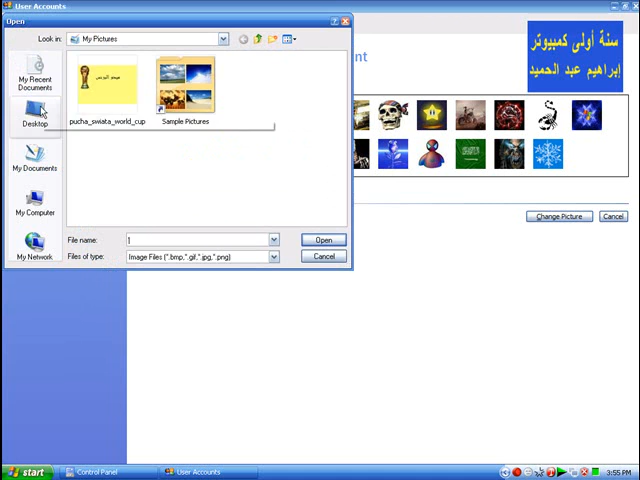 User Accounts
Open
Look in:
My Pictures
My Recent
Documents
Desktop
My Documents
My Computer
My Network
pucha_swiata_world_cup
Sample Pictures
File name:
1
Open
Files of type:
Image Files (*.bmp,*.gif,*.jpg,*.png)
Cancel
nt
سنة أولى كمبيوتر
إبراهيم عبد الحميد
Change Picture
Cancel
start
Control Panel
User Accounts
3:55 PM